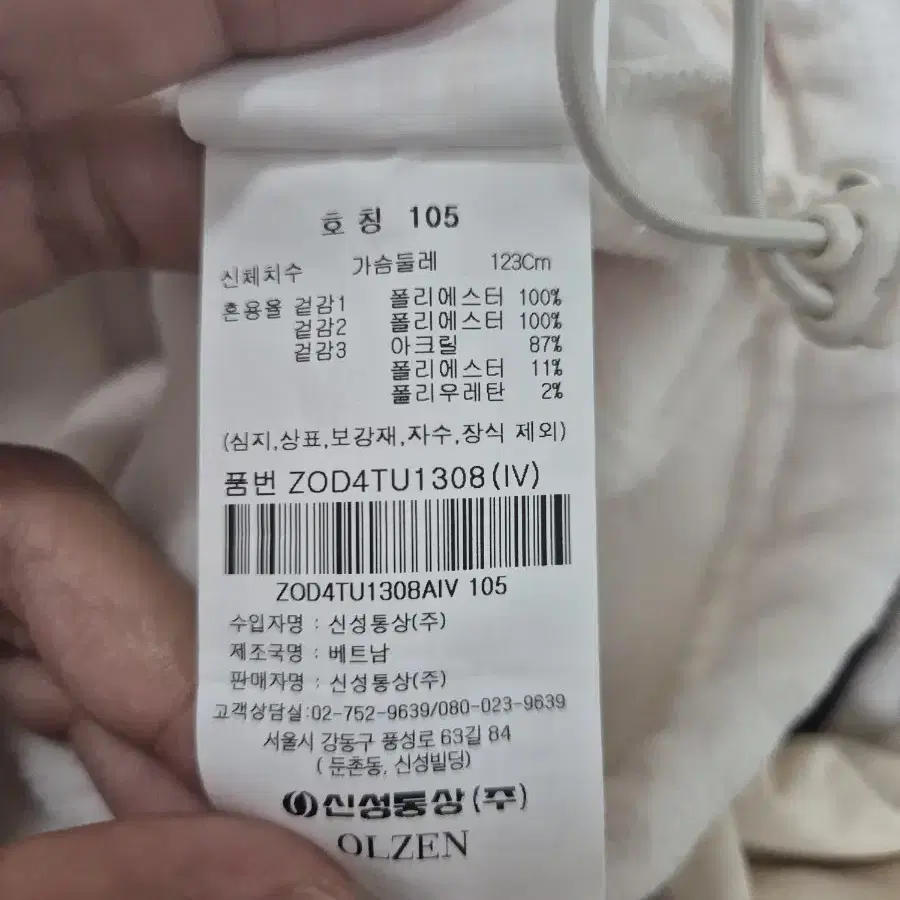 호칭 105
신체치수 가슴둘레 123Cm
혼용율 겉감1 폴리에스터 100%
겉감2 폴리에스터 100%
겉감3 아크릴 87%
폴리에스터 11%
폴리우레탄 2%
(심지,상표,보강재,자수,장식 제외)
품번 ZOD4TU1308(IV)
ZOD4TU1308AIV 105
수입자명 : 신성통상(주)
제조국명 : 베트남
판매자명 : 신성통상(주)
고객상담실:02-752-9639/080-023-9639
서울시 강동구 풍성로 63길 84
(둔촌동, 신성빌딩)
신성통상(주)
OLZEN